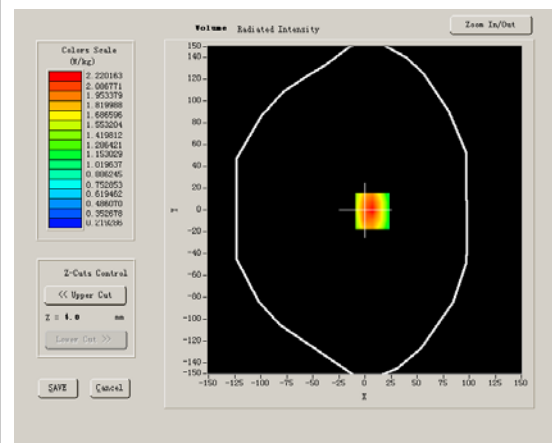 Volume Radiated Intensity
Zoom In/Out
Colors Scale
(W/kg)
2.220163
2.086771
1.953379
1.819988
1.686596
1.553204
1.419812
1.286421
1.153029
1.019637
0.886245
0.752853
0.619462
0.486070
0.352678
0.219286
150
140
120
100
80
60
40
20
0
-20
-40
-60
-80
-100
-120
-140
-150
Y
-150 -125 -100 -75 -50 -25 0 25 50 75 100 125 150
X
Z-Cuts Control
<< Upper Cut
Z = 4.0 mm
Lower Cut >>
SAVE Cancel